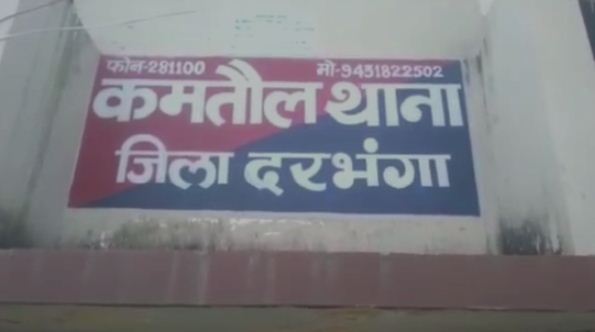 फोन-281100 मो-9431822502
कमतौल थाना
जिला दरभंगा